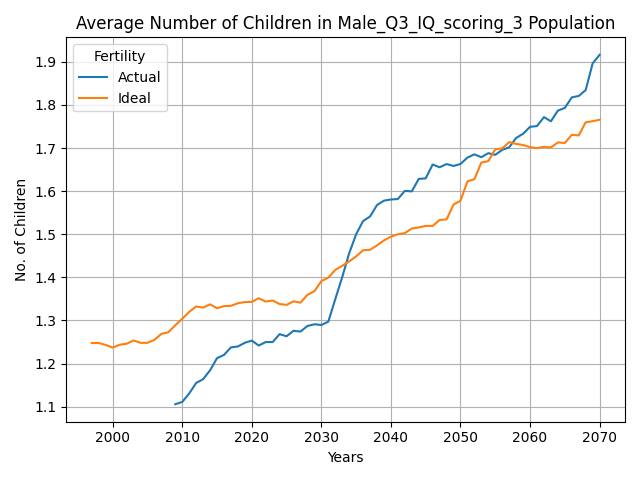 Average Number of Children in Male_Q3_IQ_scoring_3 Population
Fertility
Actual
Ideal
No. of Children
1.9
1.8
1.7
1.6
1.5
1.4
1.3
1.2
1.1
2000 2010 2020 2030 2040 2050 2060 2070
Years